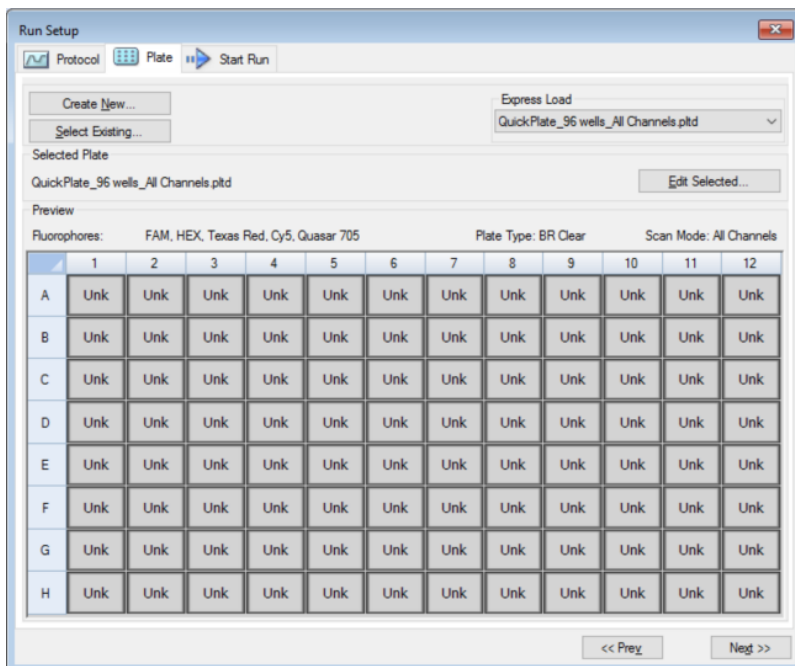 Run Setup
Protocol Plate Start Run
Create New...
Express Load
QuickPlate_96 wells_All Channels.pltd
Select Existing...
Selected Plate
QuickPlate_96 wells_All Channels.pltd Edit Selected...
Preview
Fluorophores: FAM, HEX, Texas Red, Cy5, Quasar 705 Plate Type: BR Clear Scan Mode: All Channels
1 2 3 4 5 6 7 8 9 10 11 12
A Unk Unk Unk Unk Unk Unk Unk Unk Unk Unk Unk Unk
B Unk Unk Unk Unk Unk Unk Unk Unk Unk Unk Unk Unk
C Unk Unk Unk Unk Unk Unk Unk Unk Unk Unk Unk Unk
D Unk Unk Unk Unk Unk Unk Unk Unk Unk Unk Unk Unk
E Unk Unk Unk Unk Unk Unk Unk Unk Unk Unk Unk Unk
F Unk Unk Unk Unk Unk Unk Unk Unk Unk Unk Unk Unk
G Unk Unk Unk Unk Unk Unk Unk Unk Unk Unk Unk Unk
H Unk Unk Unk Unk Unk Unk Unk Unk Unk Unk Unk Unk
<< Prev Next >>